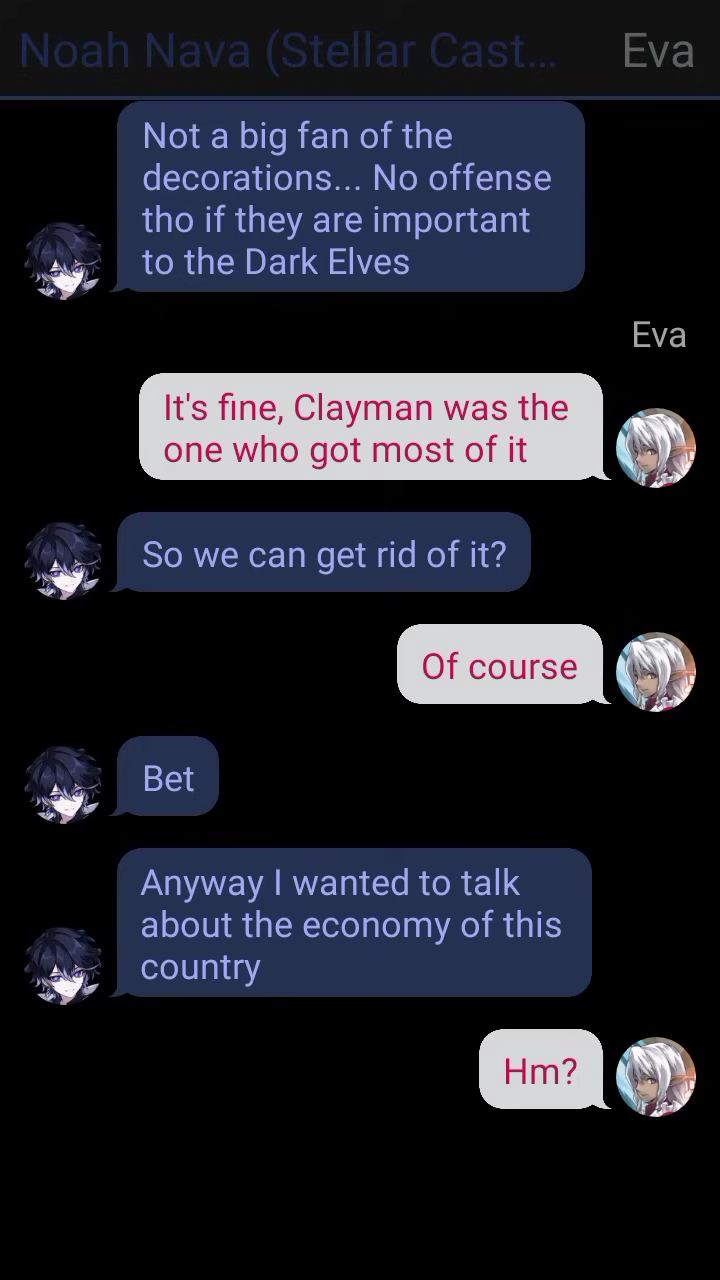 Noah Nava (Stellar Cast... Eva
Not a big fan of the
decorations... No offense
tho if they are important
to the Dark Elves
Eva
It's fine, Clayman was the
one who got most of it
So we can get rid of it?
Of course
Bet
Anyway I wanted to talk
about the economy of this
country
Hm?